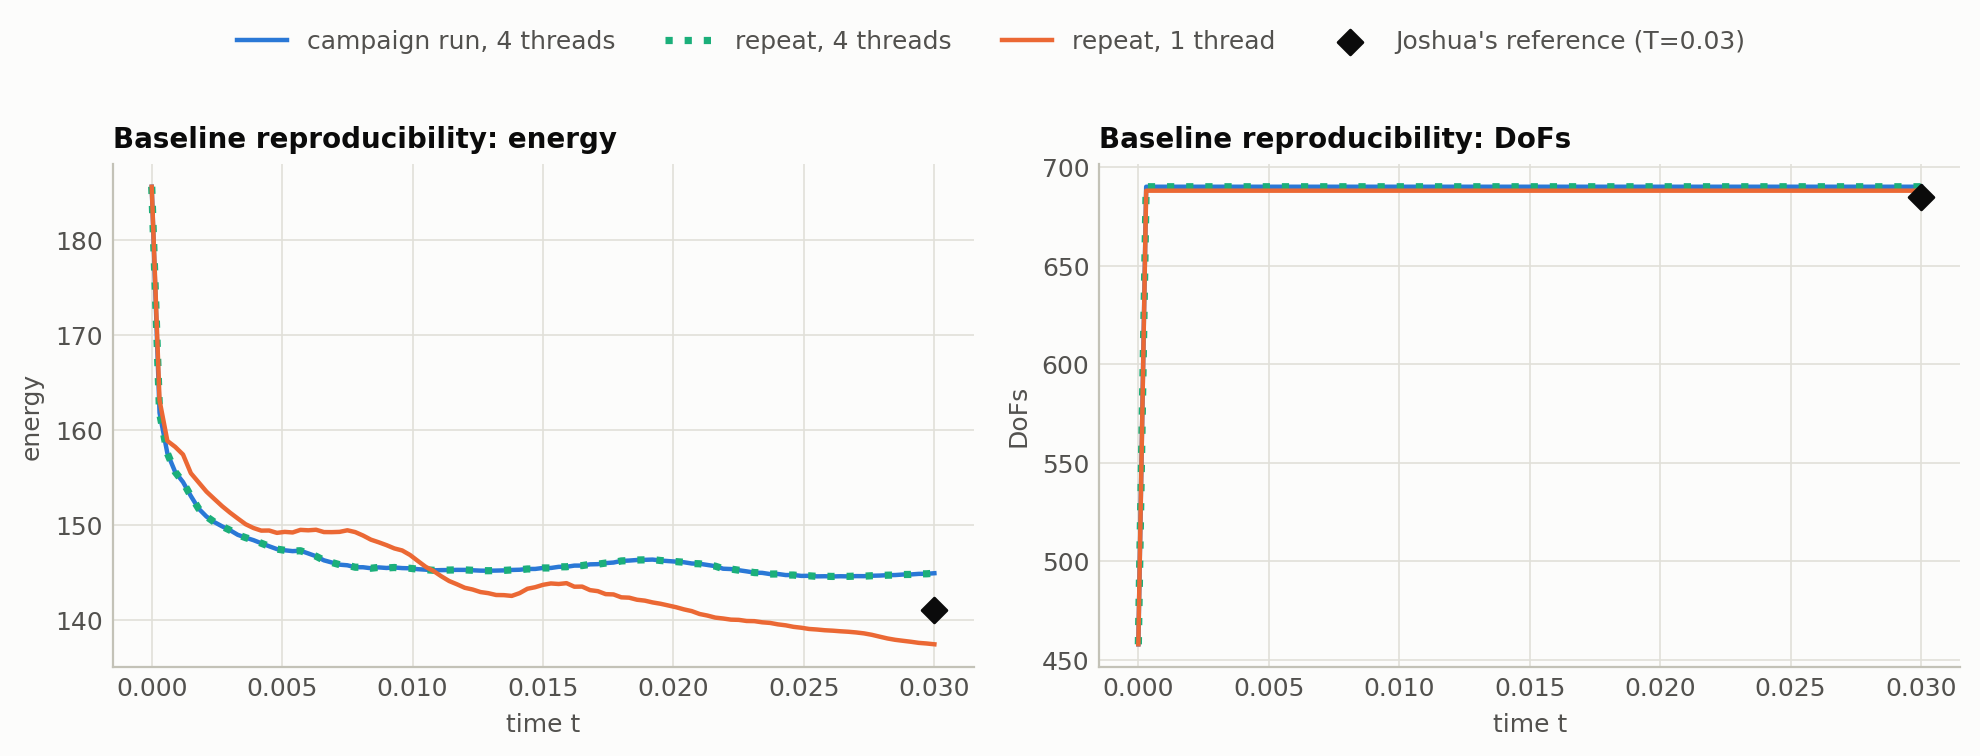 campaign run, 4 threads repeat, 4 threads repeat, 1 thread Joshua's reference (T=0.03)
Baseline reproducibility: energy
180
170
160
150
140
energy
0.000 0.005 0.010 0.015 0.020 0.025 0.030
time t
Baseline reproducibility: DoFs
700
650
600
550
500
450
DoFs
0.000 0.005 0.010 0.015 0.020 0.025 0.030
time t